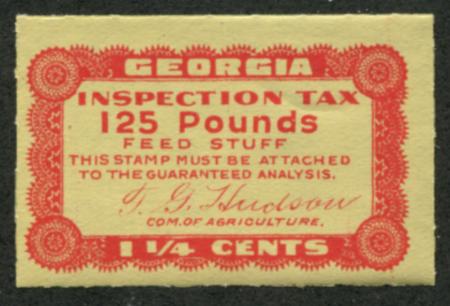 GEORGIA
INSPECTION TAX
125 Pounds
FEED STUFF
THIS STAMP MUST BE ATTACHED
TO THE GUARANTEED ANALYSIS.
T. G. Hudson
COM. OF AGRICULTURE.
1 1/4 CENTS